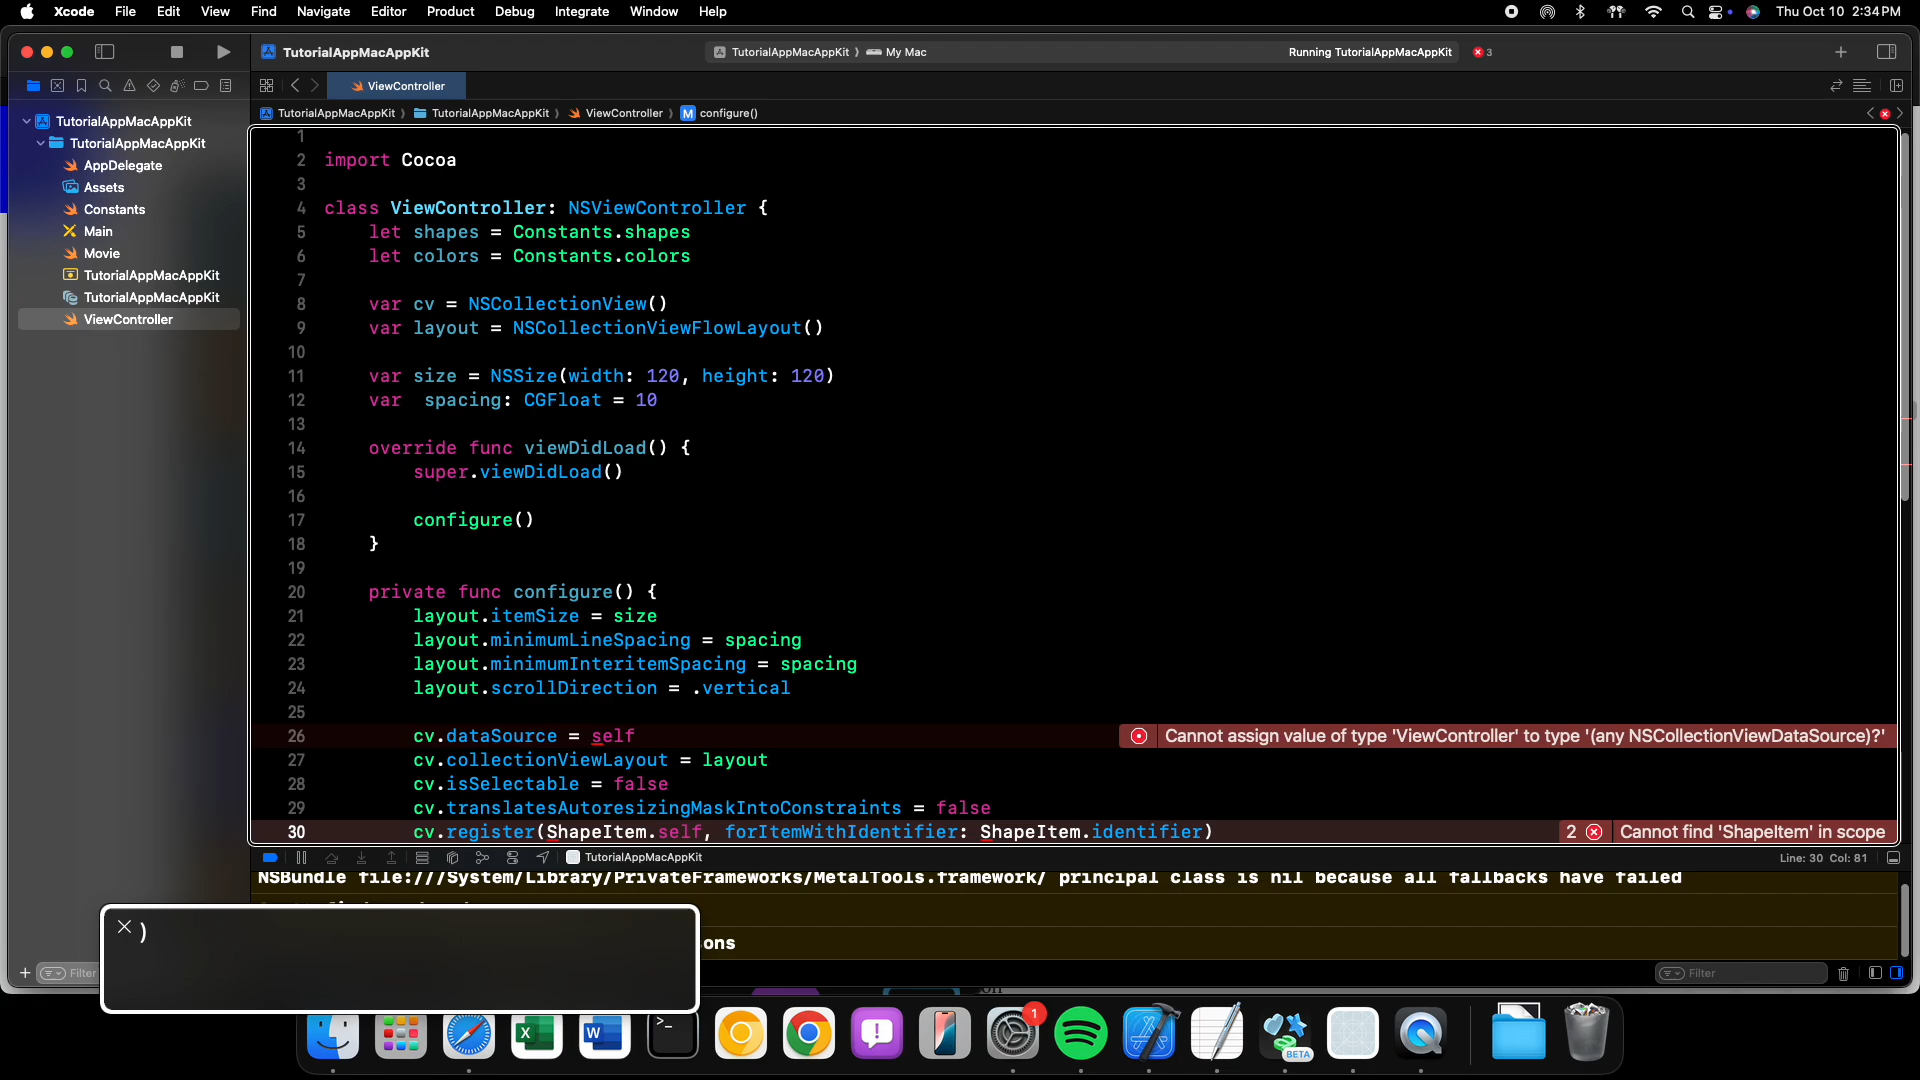 Xcode File Edit View Find Navigate Editor Product Debug Integrate Window Help Thu Oct 10 2:34 PM
TutorialAppMacAppKit TutorialAppMacAppKit My Mac Running TutorialAppMacAppKit 3
ViewController
TutorialAppMacAppKit TutorialAppMacAppKit ViewController M configure()
TutorialAppMacAppKit
TutorialAppMacAppKit
AppDelegate
Assets
Constants
Main
Movie
TutorialAppMacAppKit
TutorialAppMacAppKit
ViewController
1
2 import Cocoa
3
4 class ViewController: NSViewController {
5 let shapes = Constants.shapes
6 let colors = Constants.colors
7
8 var cv = NSCollectionView()
9 var layout = NSCollectionViewFlowLayout()
10
11 var size = NSSize(width: 120, height: 120)
12 var  spacing: CGFloat = 10
13
14 override func viewDidLoad() {
15 super.viewDidLoad()
16
17 configure()
18 }
19
20 private func configure() {
21 layout.itemSize = size
22 layout.minimumLineSpacing = spacing
23 layout.minimumInteritemSpacing = spacing
24 layout.scrollDirection = .vertical
25
26 cv.dataSource = self Cannot assign value of type 'ViewController' to type '(any NSCollectionViewDataSource)?'
27 cv.collectionViewLayout = layout
28 cv.isSelectable = false
29 cv.translatesAutoresizingMaskIntoConstraints = false
30 cv.register(ShapeItem.self, forItemWithIdentifier: ShapeItem.identifier) 2 Cannot find 'ShapeItem' in scope
TutorialAppMacAppKit Line: 30 Col: 81
NSBundle file:///System/Library/PrivateFrameworks/MetalTools.framework/ principal class is nil because all fallbacks have failed
)
ons
Filter Filter
on
1
BETA